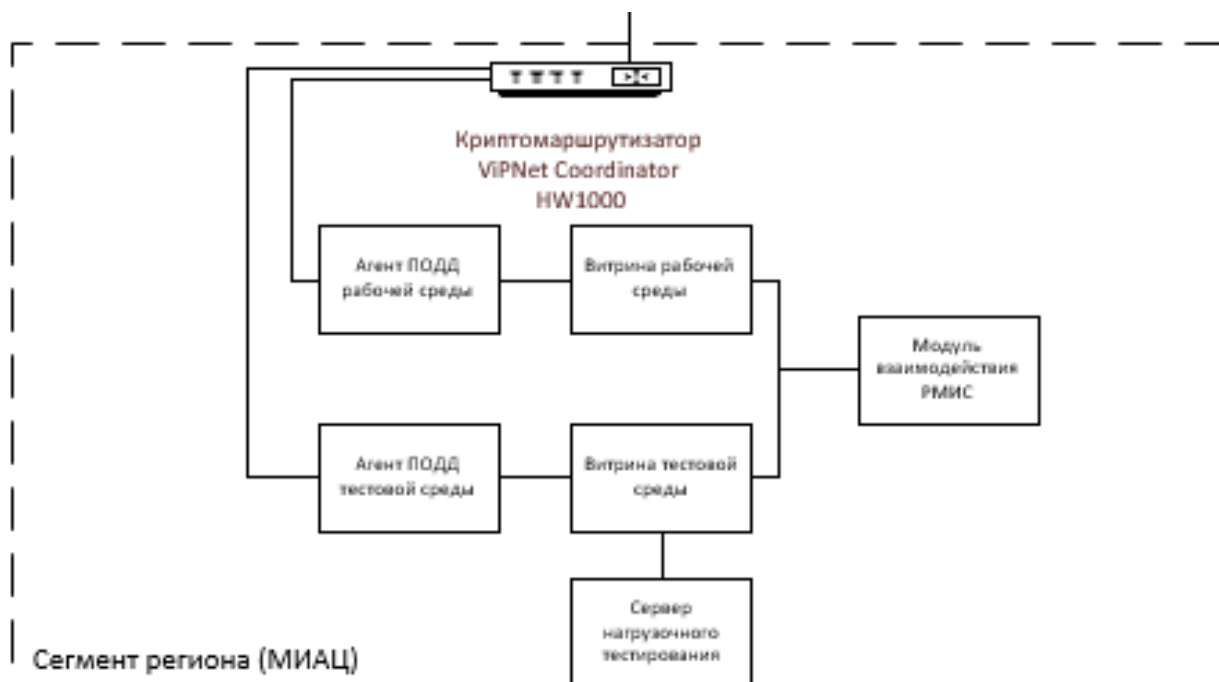 Криптомаршрутизатор
ViPNet Coordinator
HW1000
Агент ПОДД
рабочей среды
Витрина рабочей
среды
Модуль
взаимодействия
РМИС
Агент ПОДД
тестовой среды
Витрина тестовой
среды
Сервер
нагрузочного
тестирования
Сегмент региона (МИАЦ)